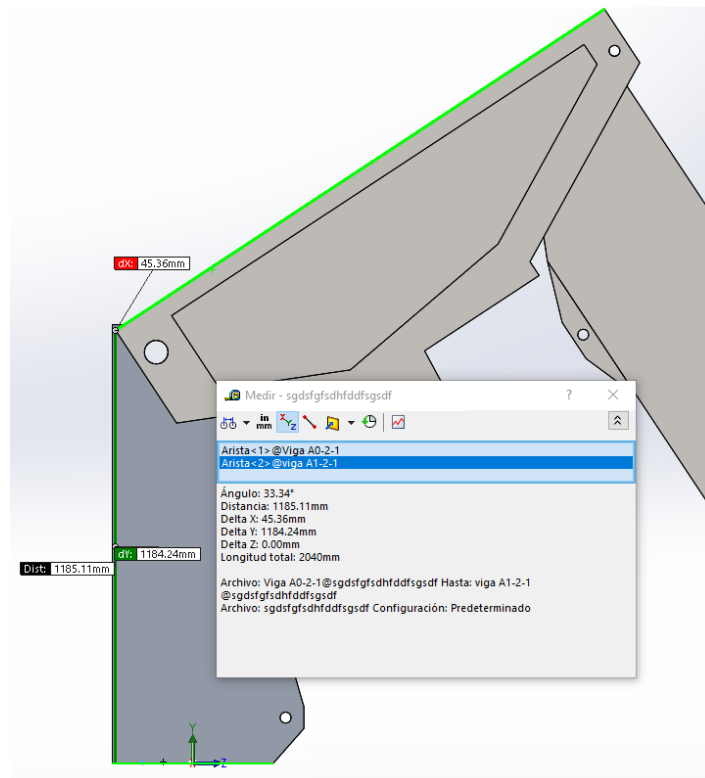 dX: 45.36mm
Medir - sgdsfgfsdhfddfsgsdf
?
in
mm
X
Y
Z
Arista<1>@Viga A0-2-1
Arista<2>@viga A1-2-1
Ángulo: 33.34°
Distancia: 1185.11mm
Delta X: 45.36mm
Delta Y: 1184.24mm
Delta Z: 0.00mm
Longitud total: 2040mm
Archivo: Viga A0-2-1@sgdsfgfsdhfddfsgsdf Hasta: viga A1-2-1
@sgdsfgfsdhfddfsgsdf
Archivo: sgdsfgfsdhfddfsgsdf Configuración: Predeterminado
dY: 1184.24mm
Dist: 1185.11mm
Y
Z